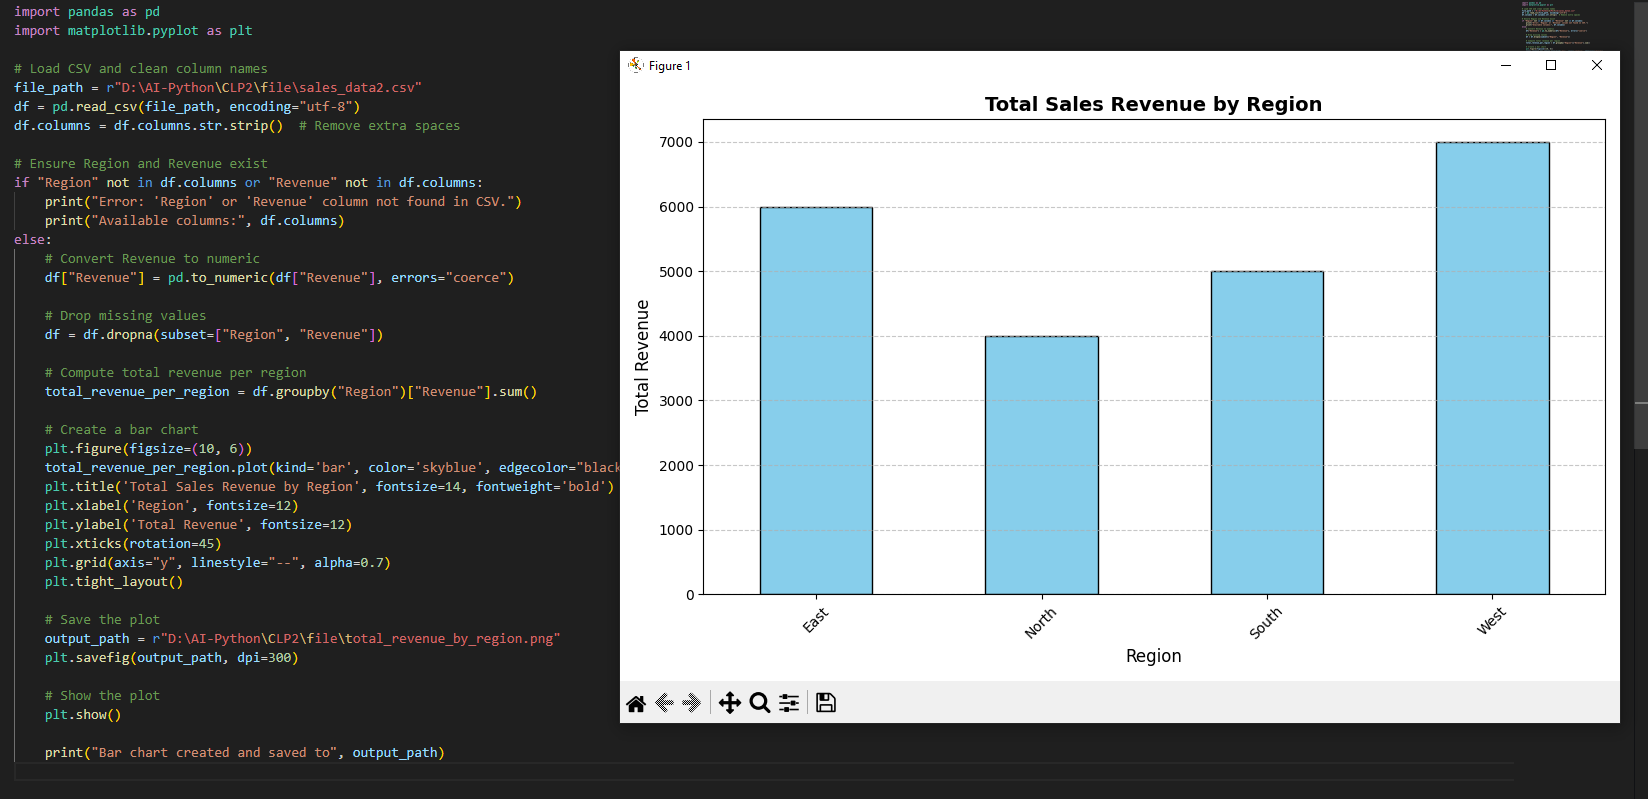 import pandas as pd
import matplotlib.pyplot as plt
# Load CSV and clean column names
file_path = r"D:\AI-Python\CLP2\file\sales_data2.csv"
df = pd.read_csv(file_path, encoding="utf-8")
df.columns = df.columns.str.strip()  # Remove extra spaces
# Ensure Region and Revenue exist
if "Region" not in df.columns or "Revenue" not in df.columns:
    print("Error: 'Region' or 'Revenue' column not found in CSV.")
    print("Available columns:", df.columns)
else:
    # Convert Revenue to numeric
    df["Revenue"] = pd.to_numeric(df["Revenue"], errors="coerce")
    # Drop missing values
    df = df.dropna(subset=["Region", "Revenue"])
    # Compute total revenue per region
    total_revenue_per_region = df.groupby("Region")["Revenue"].sum()
    # Create a bar chart
    plt.figure(figsize=(10, 6))
    total_revenue_per_region.plot(kind='bar', color='skyblue', edgecolor="black
    plt.title('Total Sales Revenue by Region', fontsize=14, fontweight='bold')
    plt.xlabel('Region', fontsize=12)
    plt.ylabel('Total Revenue', fontsize=12)
    plt.xticks(rotation=45)
    plt.grid(axis="y", linestyle="--", alpha=0.7)
    plt.tight_layout()
    # Save the plot
    output_path = r"D:\AI-Python\CLP2\file\total_revenue_by_region.png"
    plt.savefig(output_path, dpi=300)
    # Show the plot
    plt.show()
    print("Bar chart created and saved to", output_path)
Figure 1
Total Sales Revenue by Region
Total Revenue
7000
6000
5000
4000
3000
2000
1000
0
East
North
South
West
Region